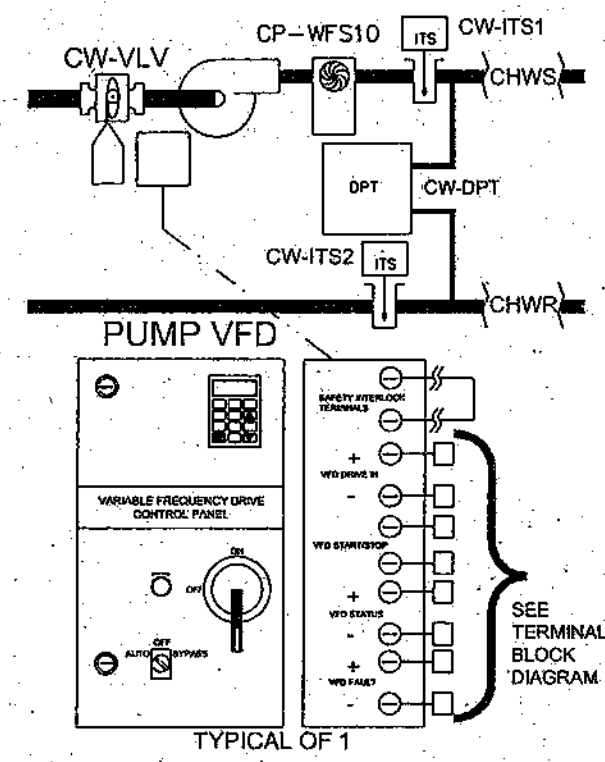 CP-WFS10
ITS
CW-ITS1
CW-VLV
CHWS
DPT
CW-DPT
CW-ITS2
ITS
CHWR
PUMP VFD
SAFETY INTERLOCK
TERMINALS
+
VFD DRIVE IN
-
VARIABLE FREQUENCY DRIVE
CONTROL PANEL
VFD START/STOP
ON
OFF
+
VFD STATUS
-
OFF
AUTO
BYPASS
+
VFD FAULT
-
SEE
TERMINAL
BLOCK
DIAGRAM
TYPICAL OF 1